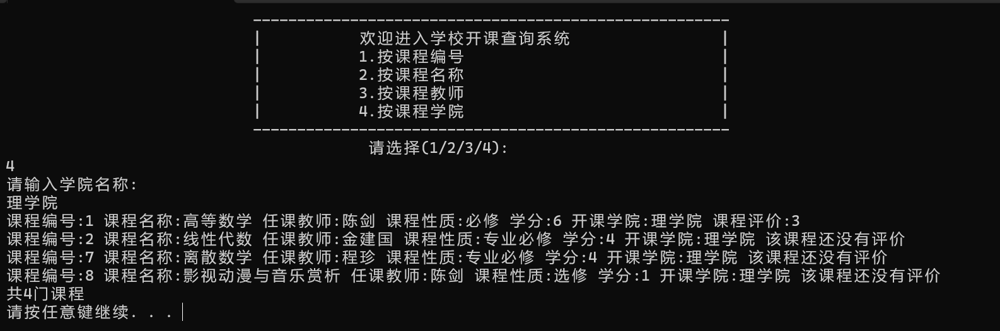 ------------------------------------------------------
| 欢迎进入学校开课查询系统 |
| 1.按课程编号 |
| 2.按课程名称 |
| 3.按课程教师 |
| 4.按课程学院 |
------------------------------------------------------
请选择(1/2/3/4):
4
请输入学院名称:
理学院
课程编号:1 课程名称:高等数学 任课教师:陈剑 课程性质:必修 学分:6 开课学院:理学院 课程评价:3
课程编号:2 课程名称:线性代数 任课教师:金建国 课程性质:专业必修 学分:4 开课学院:理学院 该课程还没有评价
课程编号:7 课程名称:离散数学 任课教师:程珍 课程性质:专业必修 学分:4 开课学院:理学院 该课程还没有评价
课程编号:8 课程名称:影视动漫与音乐赏析 任课教师:陈剑 课程性质:选修 学分:1 开课学院:理学院 该课程还没有评价
共4门课程
请按任意键继续. . .